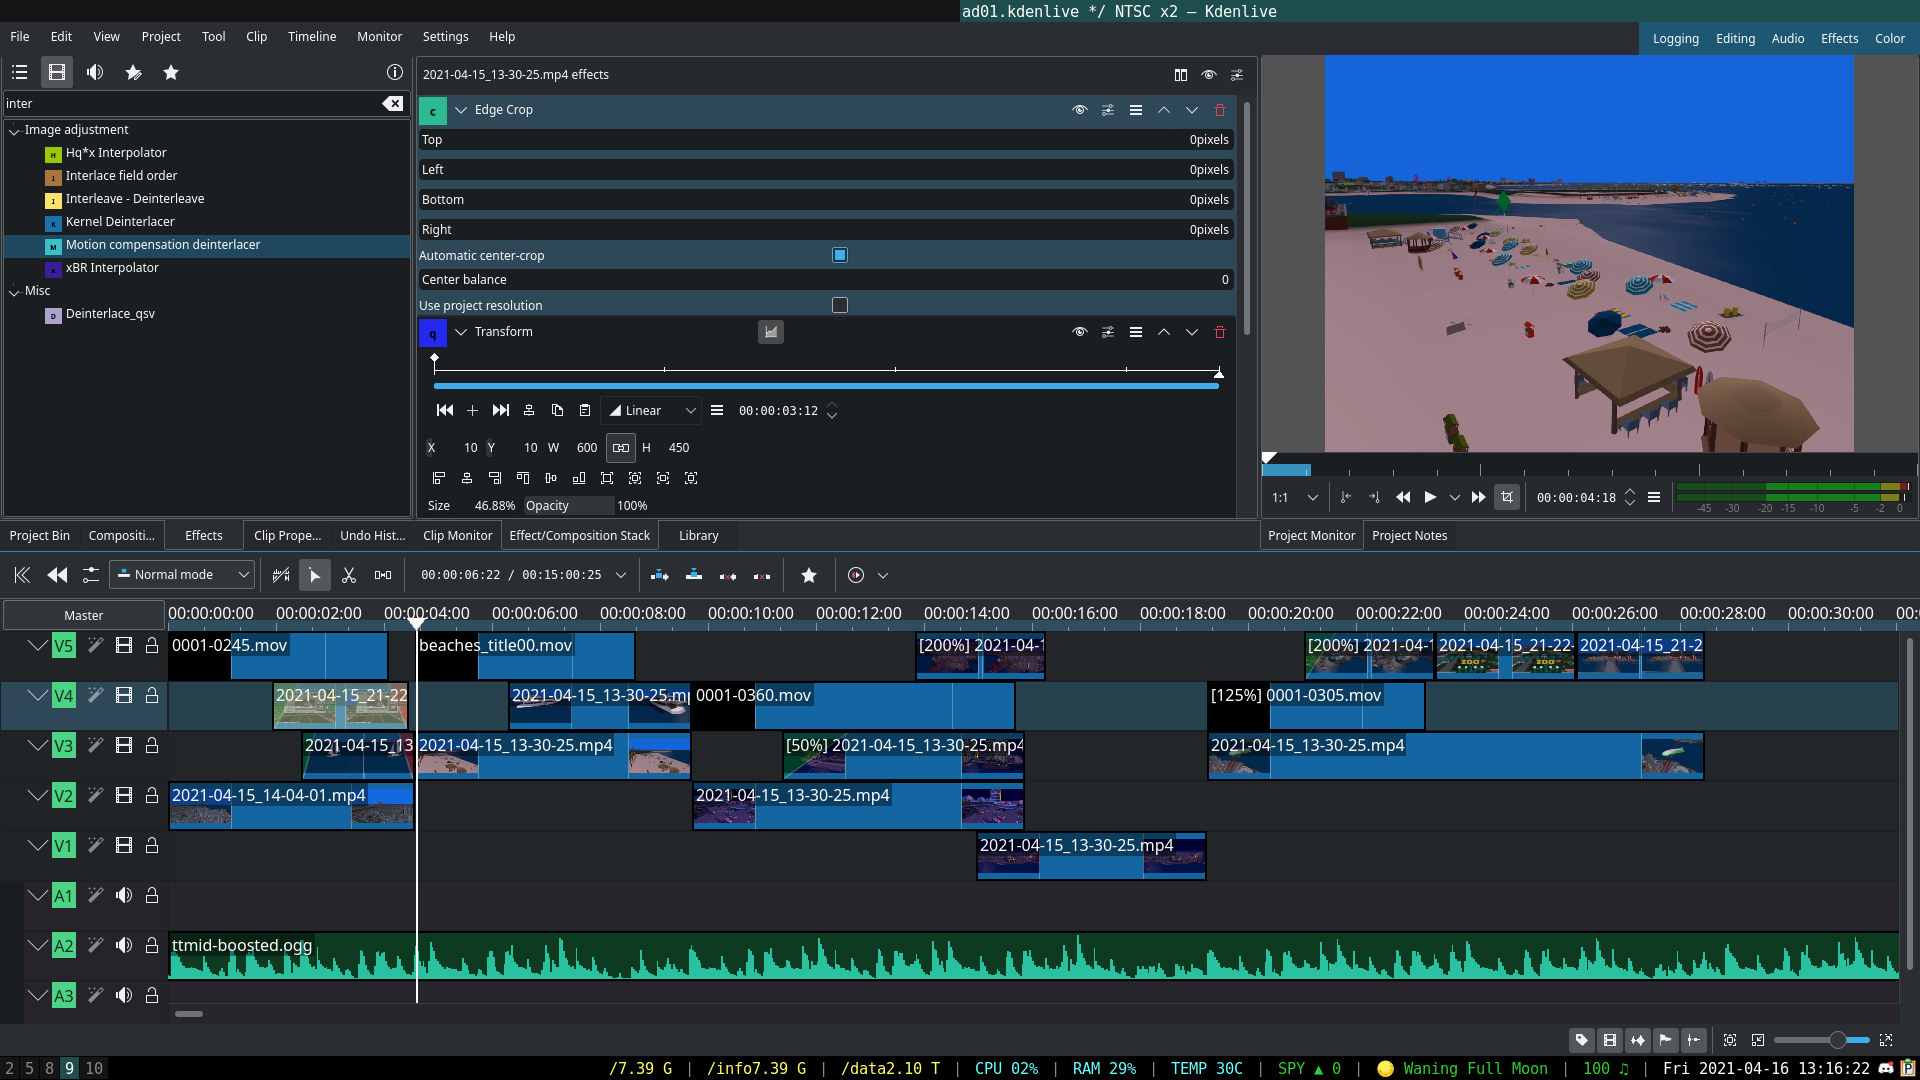 ad01.kdenlive */ NTSC x2 – Kdenlive
File Edit View Project Tool Clip Timeline Monitor Settings Help
Logging Editing Audio Effects Color
inter
Image adjustment
Hq*x Interpolator
Interlace field order
Interleave - Deinterleave
Kernel Deinterlacer
Motion compensation deinterlacer
xBR Interpolator
Misc
Deinterlace_qsv
2021-04-15_13-30-25.mp4 effects
c Edge Crop
Top 0pixels
Left 0pixels
Bottom 0pixels
Right 0pixels
Automatic center-crop
Center balance 0
Use project resolution
q Transform
Linear 00:00:03:12
X 10 Y 10 W 600 H 450
Size 46.88% Opacity 100%
1:1 00:00:04:18
-45 -30 -20 -15 -10 -5 -2 0
Project Bin Compositi... Effects Clip Prope... Undo Hist...
Clip Monitor Effect/Composition Stack Library
Project Monitor Project Notes
Normal mode 00:00:06:22 / 00:15:00:25
Master 00:00:00:00 00:00:02:00 00:00:04:00 00:00:06:00 00:00:08:00 00:00:10:00 00:00:12:00 00:00:14:00 00:00:16:00 00:00:18:00 00:00:20:00 00:00:22:00 00:00:24:00 00:00:26:00 00:00:28:00 00:00:30:00 00:
V5 0001-0245.mov beaches_title00.mov [200%] 2021-04-1 [200%] 2021-04-1 2021-04-15_21-22- 2021-04-15_21-2
V4 2021-04-15_21-22 2021-04-15_13-30-25.mp 0001-0360.mov [125%] 0001-0305.mov
V3 2021-04-15_13 2021-04-15_13-30-25.mp4 [50%] 2021-04-15_13-30-25.mp4 2021-04-15_13-30-25.mp4
V2 2021-04-15_14-04-01.mp4 2021-04-15_13-30-25.mp4
V1 2021-04-15_13-30-25.mp4
A1
A2 ttmid-boosted.ogg
A3
2 5 8 9 10
/7.39 G | /info7.39 G | /data2.10 T | CPU 02% | RAM 29% | TEMP 30C | SPY ▲ 0 | Waning Full Moon | 100 ♫ | Fri 2021-04-16 13:16:22